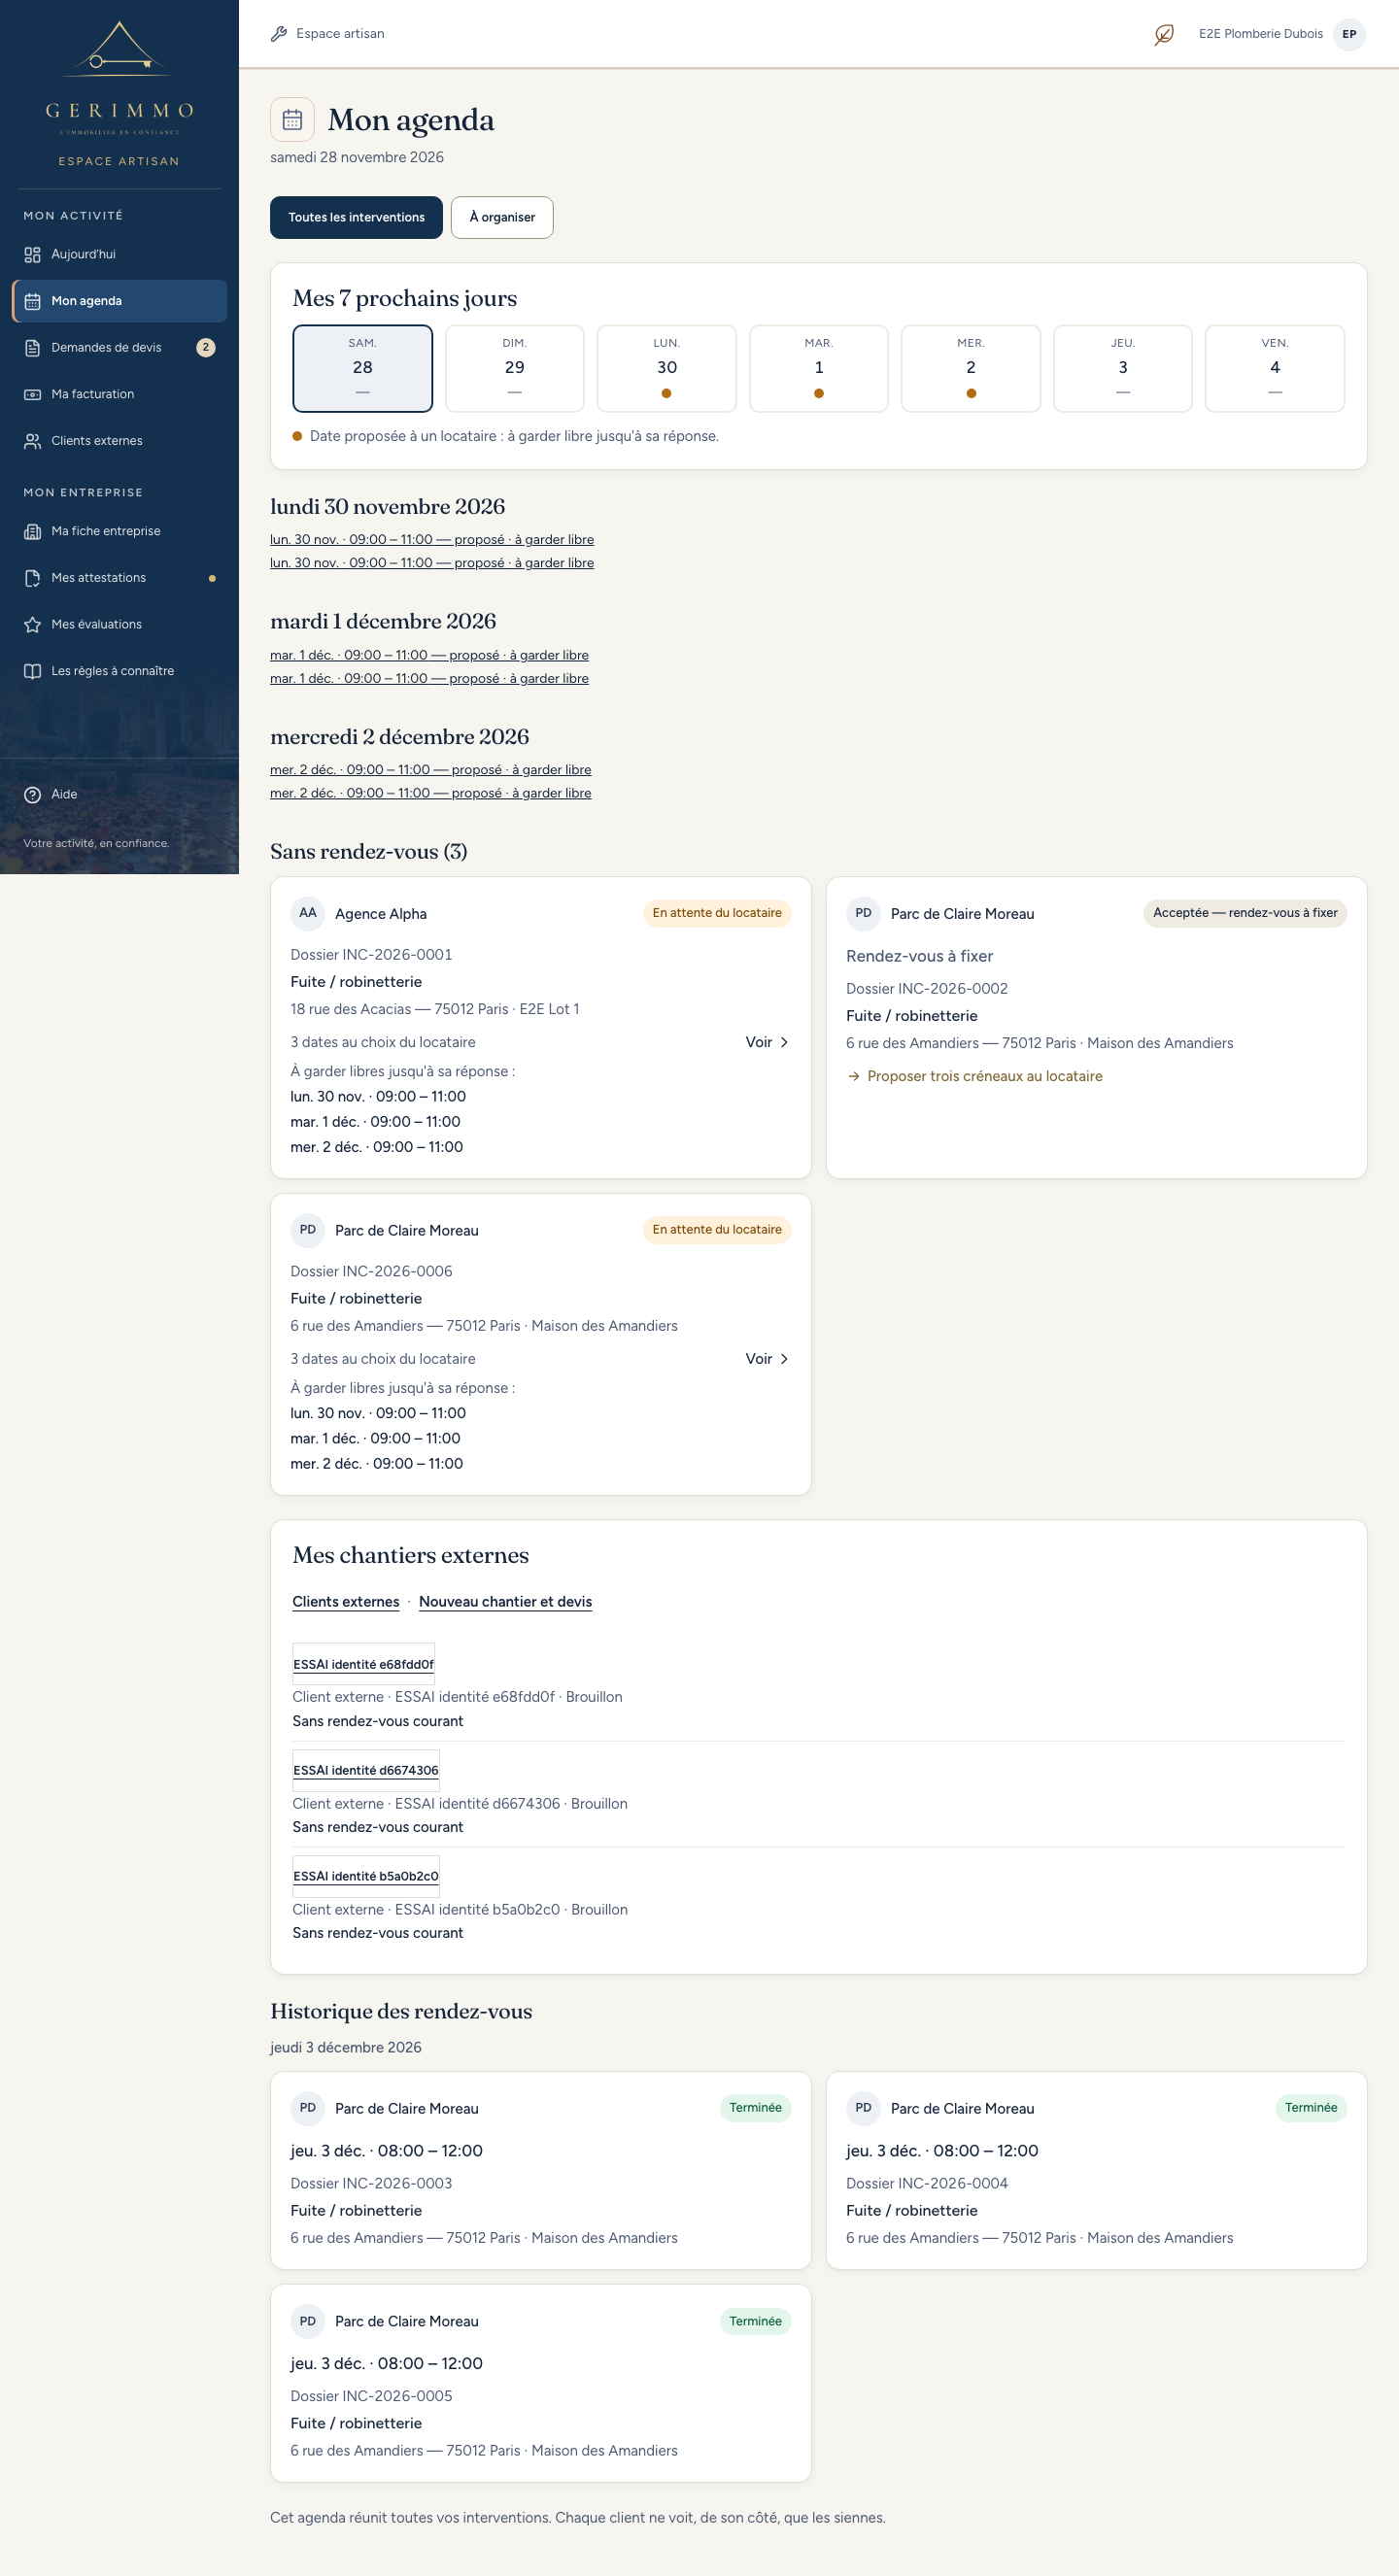 GERIMMO
L'IMMOBILIER EN CONFIANCE
ESPACE ARTISAN
MON ACTIVITÉ
Aujourd'hui
Mon agenda
Demandes de devis 2
Ma facturation
Clients externes
MON ENTREPRISE
Ma fiche entreprise
Mes attestations
Mes évaluations
Les règles à connaître
Aide
Votre activité, en confiance.
Espace artisan
E2E Plomberie Dubois EP
Mon agenda
samedi 28 novembre 2026
Toutes les interventions À organiser
Mes 7 prochains jours
SAM. DIM. LUN. MAR. MER. JEU. VEN.
28 29 30 1 2 3 4
— — — —
Date proposée à un locataire : à garder libre jusqu'à sa réponse.
lundi 30 novembre 2026
lun. 30 nov. · 09:00 – 11:00 — proposé · à garder libre
lun. 30 nov. · 09:00 – 11:00 — proposé · à garder libre
mardi 1 décembre 2026
mar. 1 déc. · 09:00 – 11:00 — proposé · à garder libre
mar. 1 déc. · 09:00 – 11:00 — proposé · à garder libre
mercredi 2 décembre 2026
mer. 2 déc. · 09:00 – 11:00 — proposé · à garder libre
mer. 2 déc. · 09:00 – 11:00 — proposé · à garder libre
Sans rendez-vous (3)
AA Agence Alpha En attente du locataire
Dossier INC-2026-0001
Fuite / robinetterie
18 rue des Acacias — 75012 Paris · E2E Lot 1
3 dates au choix du locataire Voir
À garder libres jusqu'à sa réponse :
lun. 30 nov. · 09:00 – 11:00
mar. 1 déc. · 09:00 – 11:00
mer. 2 déc. · 09:00 – 11:00
PD Parc de Claire Moreau Acceptée — rendez-vous à fixer
Rendez-vous à fixer
Dossier INC-2026-0002
Fuite / robinetterie
6 rue des Amandiers — 75012 Paris · Maison des Amandiers
→ Proposer trois créneaux au locataire
PD Parc de Claire Moreau En attente du locataire
Dossier INC-2026-0006
Fuite / robinetterie
6 rue des Amandiers — 75012 Paris · Maison des Amandiers
3 dates au choix du locataire Voir
À garder libres jusqu'à sa réponse :
lun. 30 nov. · 09:00 – 11:00
mar. 1 déc. · 09:00 – 11:00
mer. 2 déc. · 09:00 – 11:00
Mes chantiers externes
Clients externes · Nouveau chantier et devis
ESSAI identité e68fdd0f
Client externe · ESSAI identité e68fdd0f · Brouillon
Sans rendez-vous courant
ESSAI identité d6674306
Client externe · ESSAI identité d6674306 · Brouillon
Sans rendez-vous courant
ESSAI identité b5a0b2c0
Client externe · ESSAI identité b5a0b2c0 · Brouillon
Sans rendez-vous courant
Historique des rendez-vous
jeudi 3 décembre 2026
PD Parc de Claire Moreau Terminée
jeu. 3 déc. · 08:00 – 12:00
Dossier INC-2026-0003
Fuite / robinetterie
6 rue des Amandiers — 75012 Paris · Maison des Amandiers
PD Parc de Claire Moreau Terminée
jeu. 3 déc. · 08:00 – 12:00
Dossier INC-2026-0004
Fuite / robinetterie
6 rue des Amandiers — 75012 Paris · Maison des Amandiers
PD Parc de Claire Moreau Terminée
jeu. 3 déc. · 08:00 – 12:00
Dossier INC-2026-0005
Fuite / robinetterie
6 rue des Amandiers — 75012 Paris · Maison des Amandiers
Cet agenda réunit toutes vos interventions. Chaque client ne voit, de son côté, que les siennes.